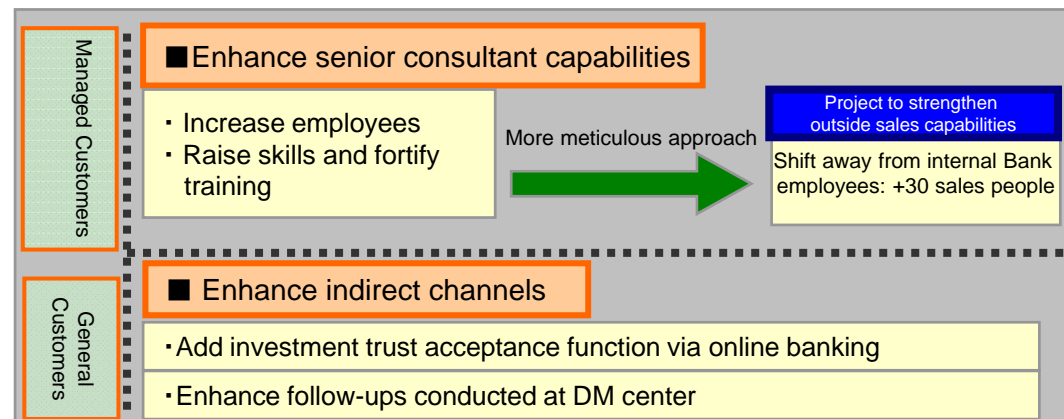 Managed Customers
■Enhance senior consultant capabilities
・Increase employees
・Raise skills and fortify
training
More meticulous approach
Project to strengthen
outside sales capabilities
Shift away from internal Bank
employees: +30 sales people
General
Customers
■ Enhance indirect channels
・Add investment trust acceptance function via online banking
・Enhance follow-ups conducted at DM center